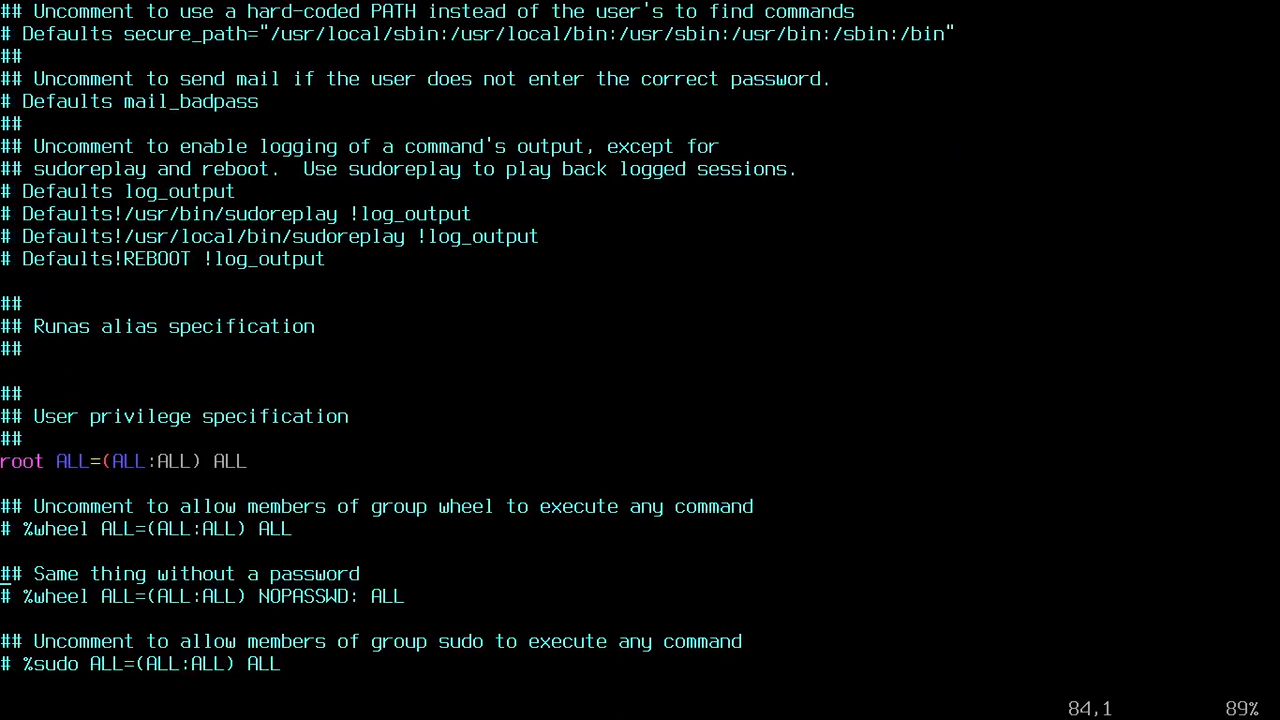 ## Uncomment to use a hard-coded PATH instead of the user's to find commands
# Defaults secure_path="/usr/local/sbin:/usr/local/bin:/usr/sbin:/usr/bin:/sbin:/bin"
##
## Uncomment to send mail if the user does not enter the correct password.
# Defaults mail_badpass
##
## Uncomment to enable logging of a command's output, except for
## sudoreplay and reboot.  Use sudoreplay to play back logged sessions.
# Defaults log_output
# Defaults!/usr/bin/sudoreplay !log_output
# Defaults!/usr/local/bin/sudoreplay !log_output
# Defaults!REBOOT !log_output
##
## Runas alias specification
##
##
## User privilege specification
##
root ALL=(ALL:ALL) ALL
## Uncomment to allow members of group wheel to execute any command
# %wheel ALL=(ALL:ALL) ALL
## Same thing without a password
# %wheel ALL=(ALL:ALL) NOPASSWD: ALL
## Uncomment to allow members of group sudo to execute any command
# %sudo ALL=(ALL:ALL) ALL
84,1 89%